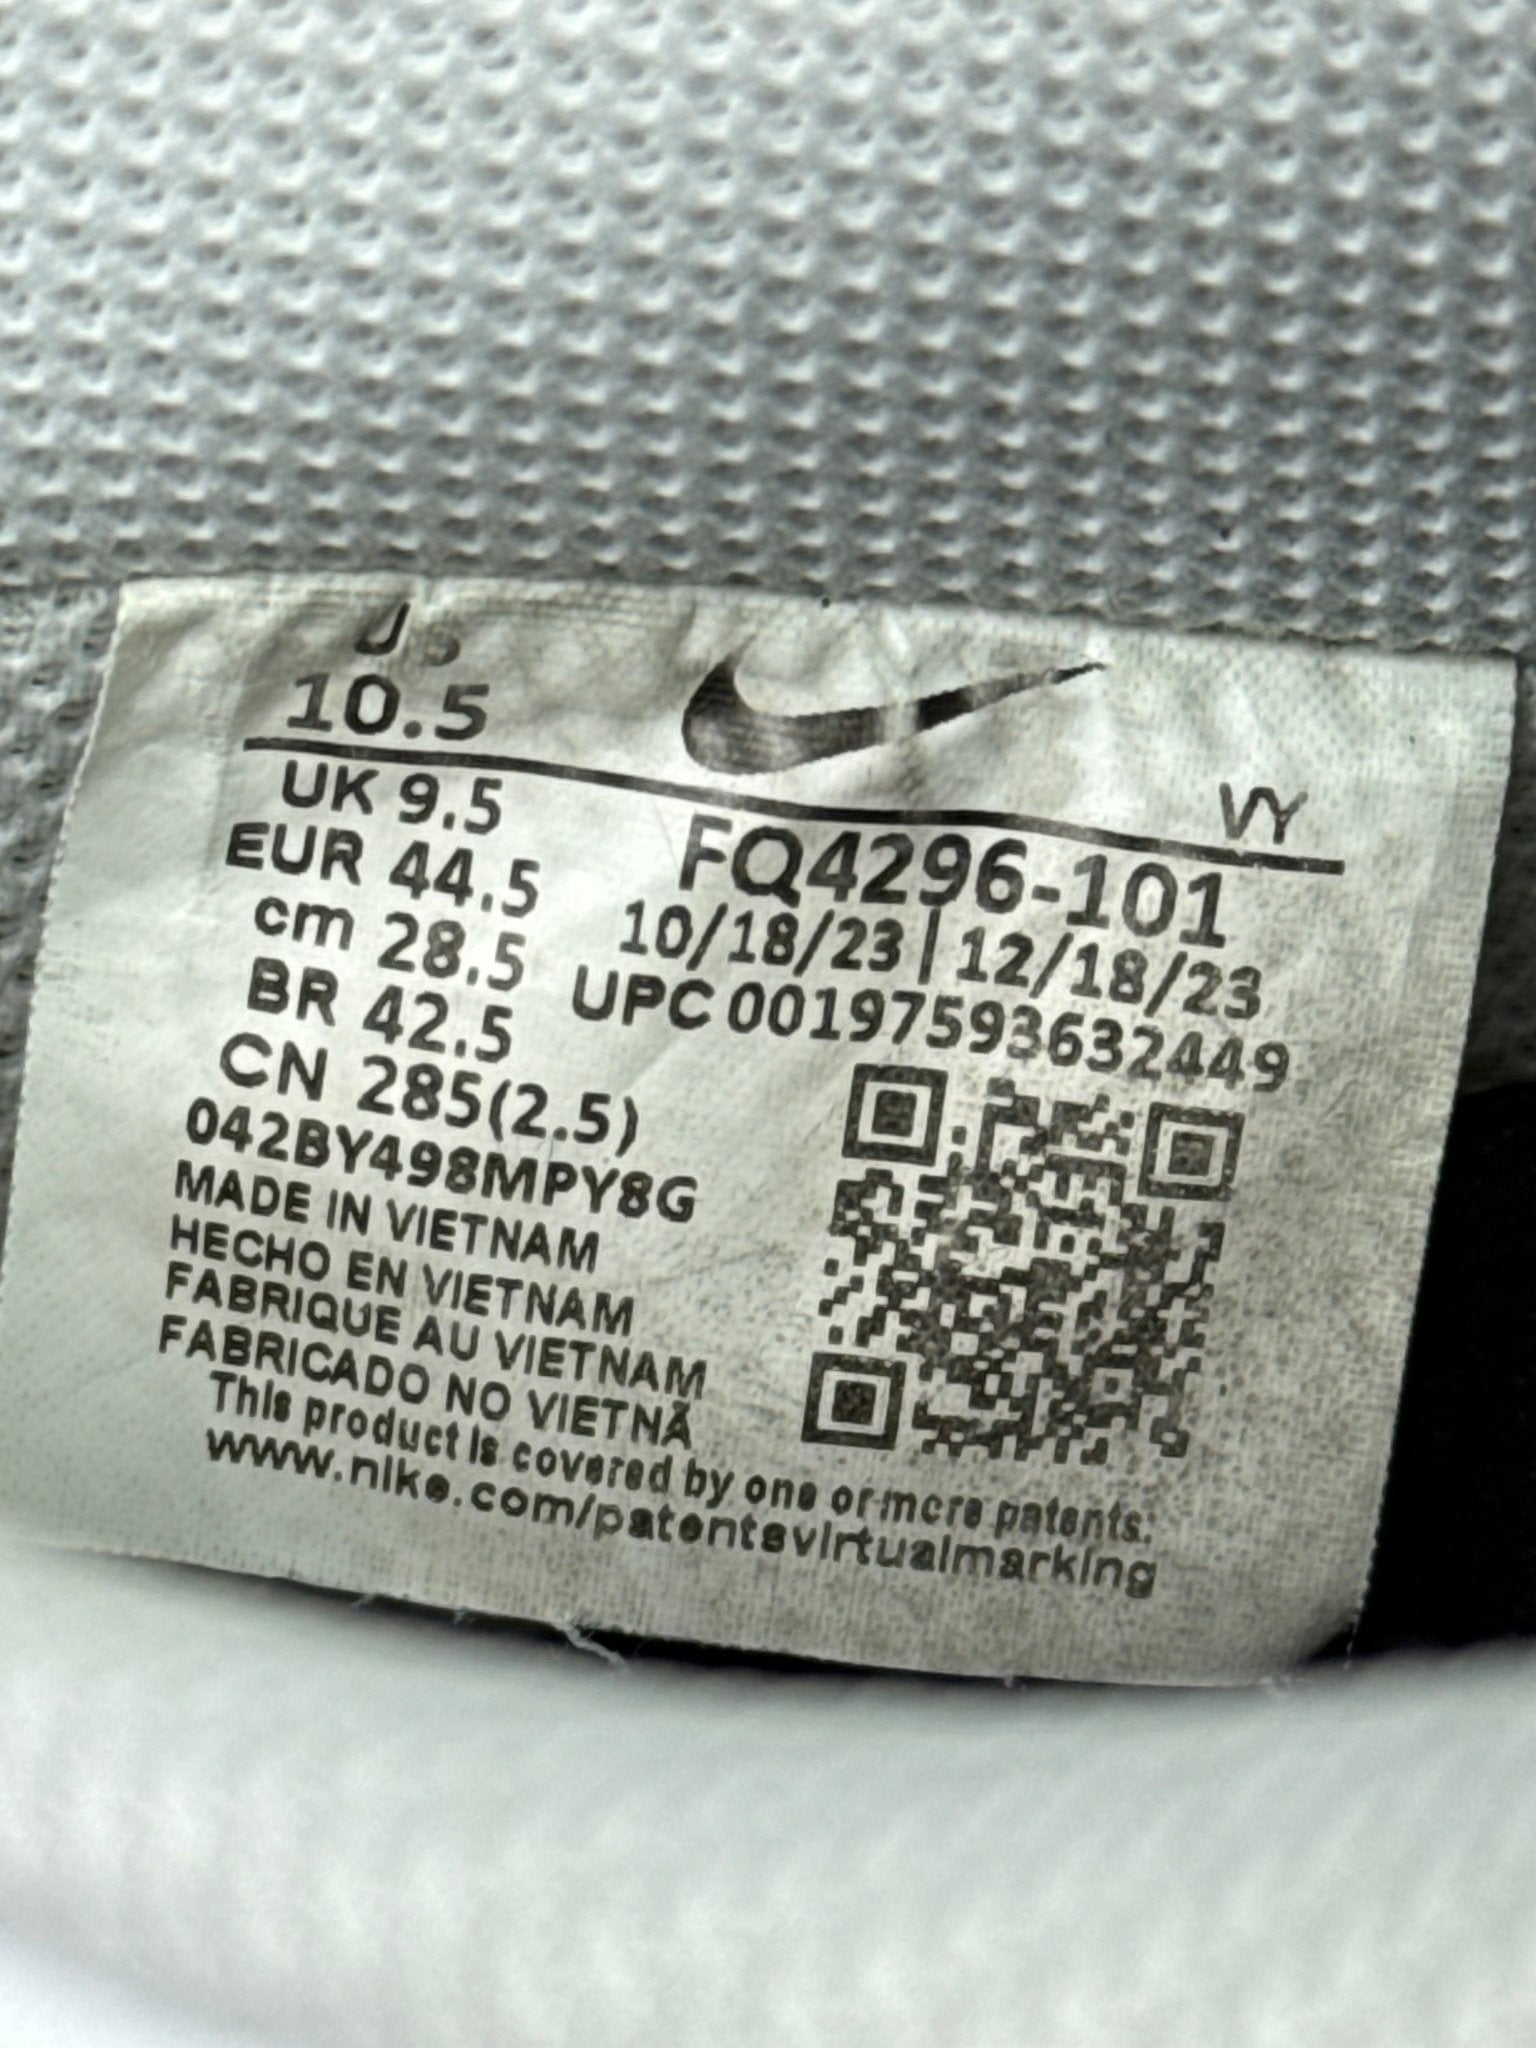 US
10.5
UK 9.5
EUR 44.5
cm 28.5
BR 42.5
CN 285(2.5)
042BY498MPY8G
MADE IN VIETNAM
HECHO EN VIETNAM
FABRIQUE AU VIETNAM
FABRICADO NO VIETNÃ
VY
FQ4296-101
10/18/23|12/18/23
UPC 00197593632449
This product is covered by one or more patents:
www.nike.com/patentsvirtualmarking